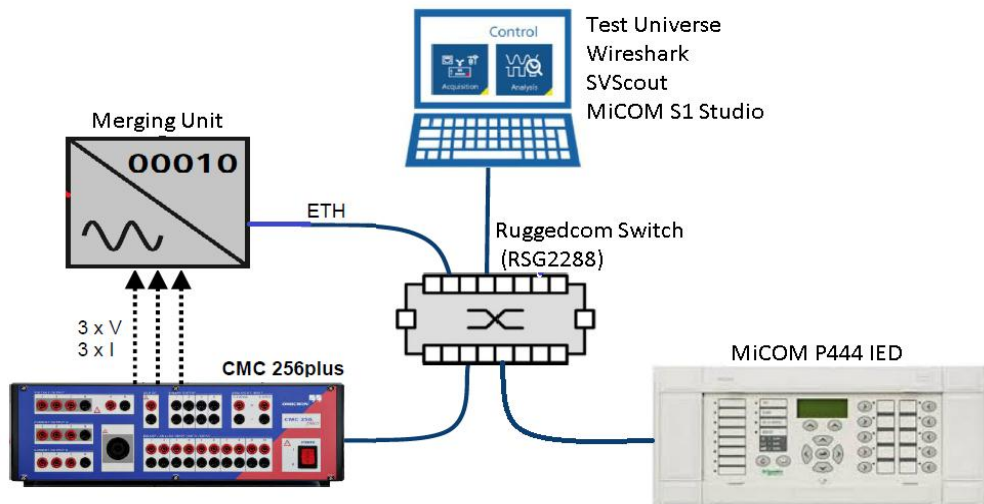 Control
Acquisition
Analysis
Test Universe
Wireshark
SVScout
MiCOM S1 Studio
Merging Unit
00010
ETH
Ruggedcom Switch
(RSG2288)
3 x V
3 x I
CMC 256plus
MiCOM P444 IED